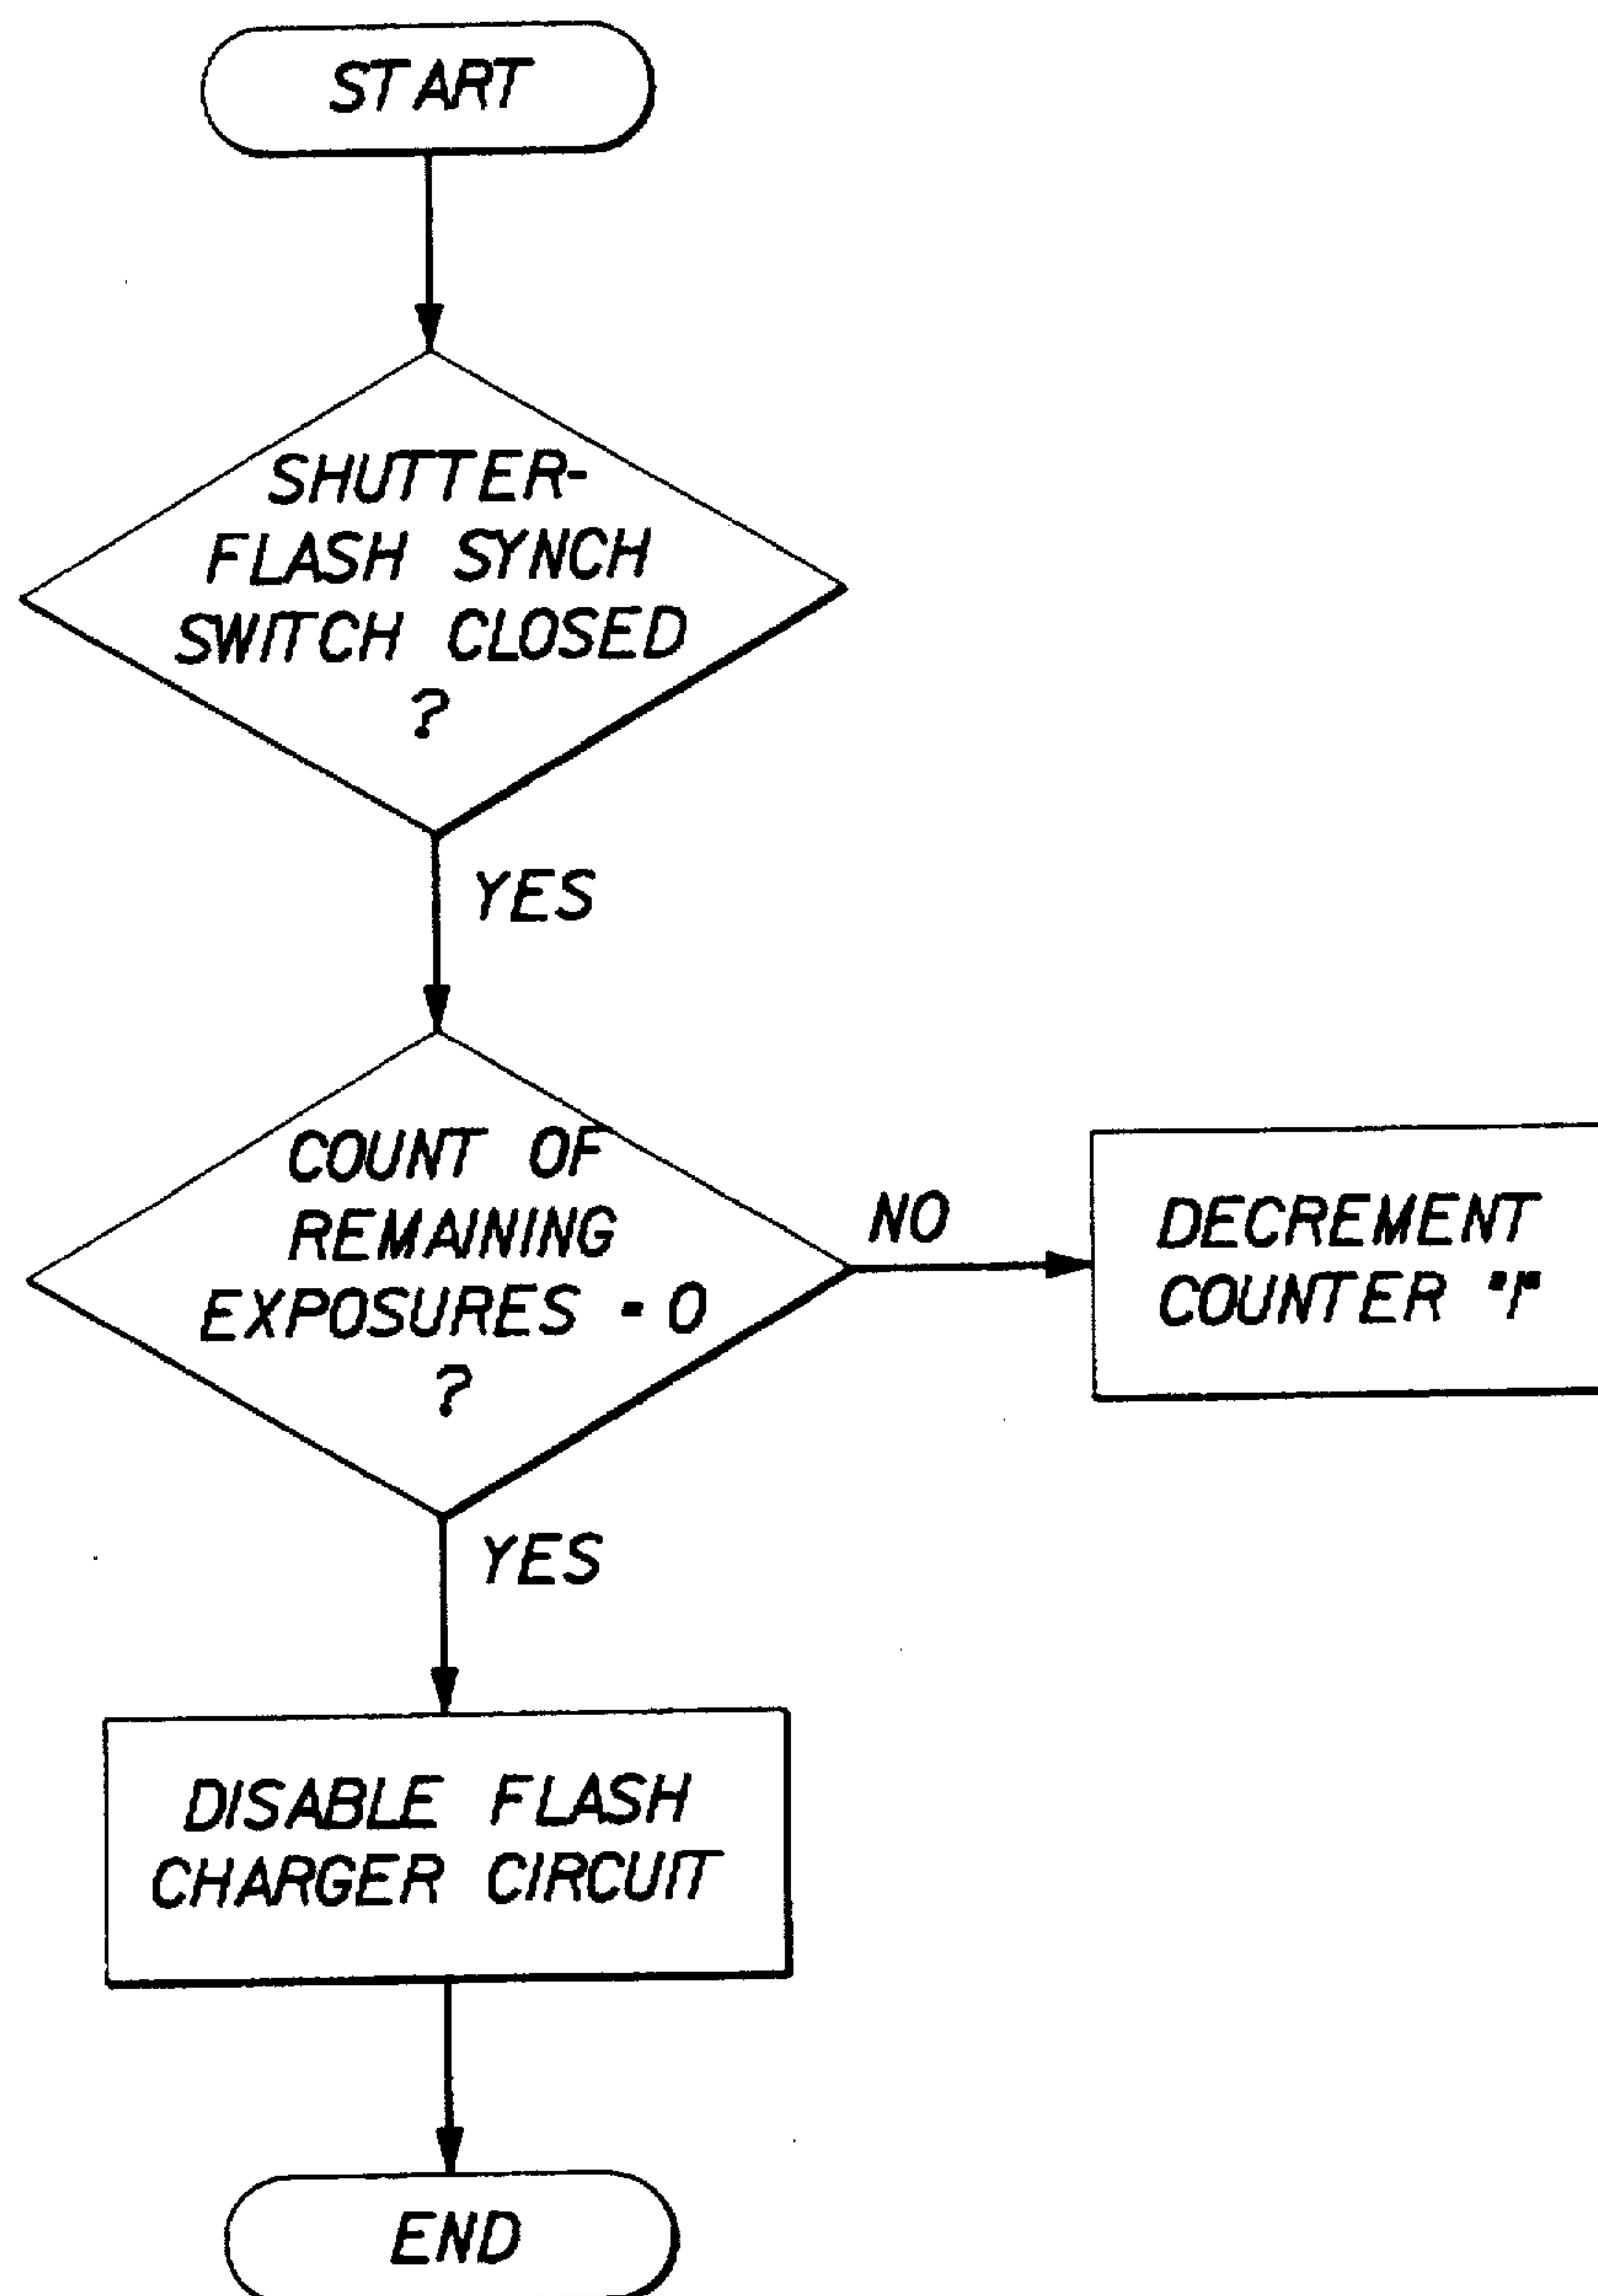 START
SHUTTER-
FLASH SYNCH
SWITCH CLOSED
?
YES
COUNT OF
REMAINING
EXPOSURES = 0
?
NO
DECREMENT
COUNTER "1"
YES
DISABLE FLASH
CHARGER CIRCUIT
END